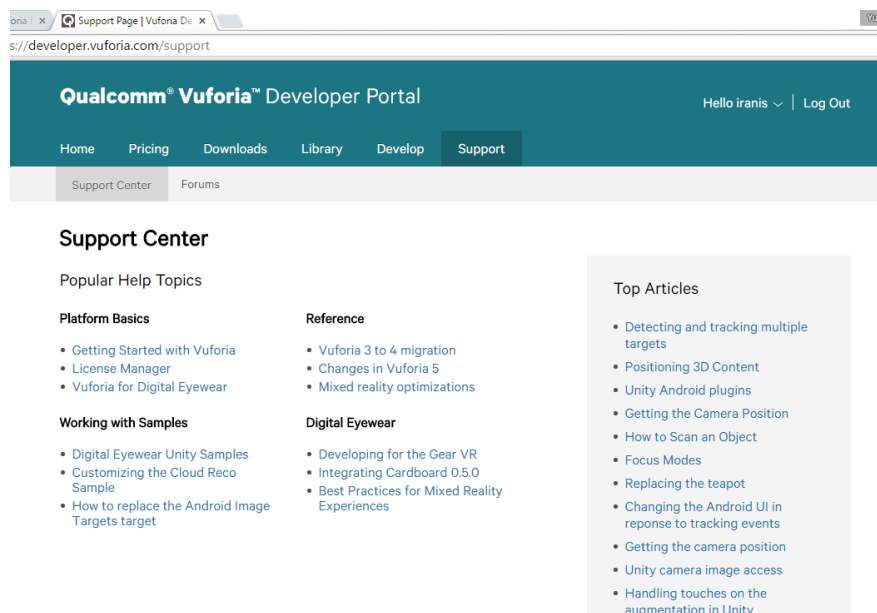 oria
Support Page | Vuforia De
s://developer.vuforia.com/support
Qualcomm® Vuforia™ Developer Portal
Hello iranis
Log Out
Home
Pricing
Downloads
Library
Develop
Support
Support Center
Forums
Support Center
Popular Help Topics
Platform Basics
• Getting Started with Vuforia
• License Manager
• Vuforia for Digital Eyewear
Reference
• Vuforia 3 to 4 migration
• Changes in Vuforia 5
• Mixed reality optimizations
Working with Samples
• Digital Eyewear Unity Samples
• Customizing the Cloud Reco
Sample
• How to replace the Android Image
Targets target
Digital Eyewear
• Developing for the Gear VR
• Integrating Cardboard 0.5.0
• Best Practices for Mixed Reality
Experiences
Top Articles
• Detecting and tracking multiple
targets
• Positioning 3D Content
• Unity Android plugins
• Getting the Camera Position
• How to Scan an Object
• Focus Modes
• Replacing the teapot
• Changing the Android UI in
reponse to tracking events
• Getting the camera position
• Unity camera image access
• Handling touches on the
augmentation in Unity